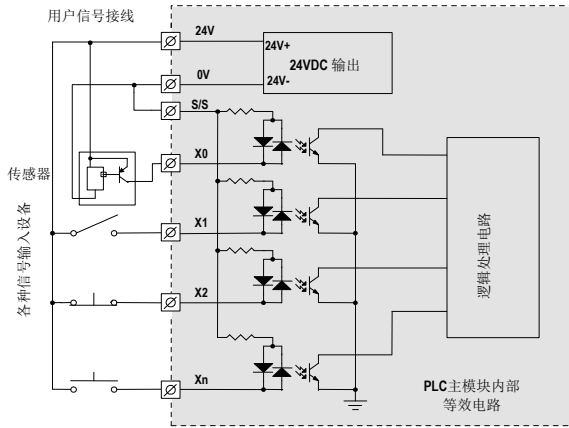 用户信号接线
24V
24V+
24VDC 输出
0V
24V-
S/S
X0
传感器
X1
各种信号输入设备
X2
逻辑处理电路
Xn
PLC主模块内部
等效电路